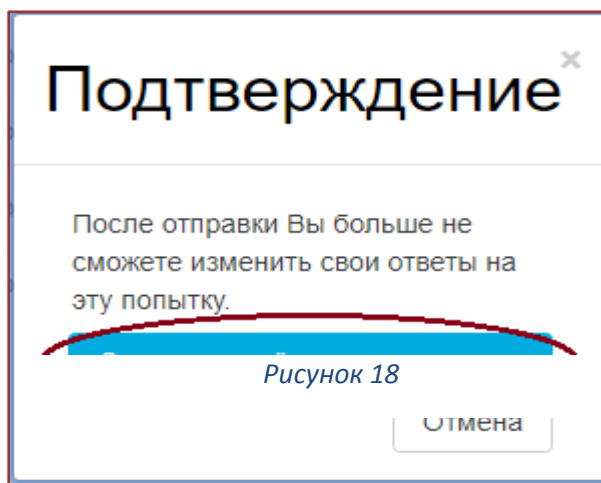 ×
Подтверждение
После отправки Вы больше не
сможете изменить свои ответы на
эту попытку.
Рисунок 18
Отмена